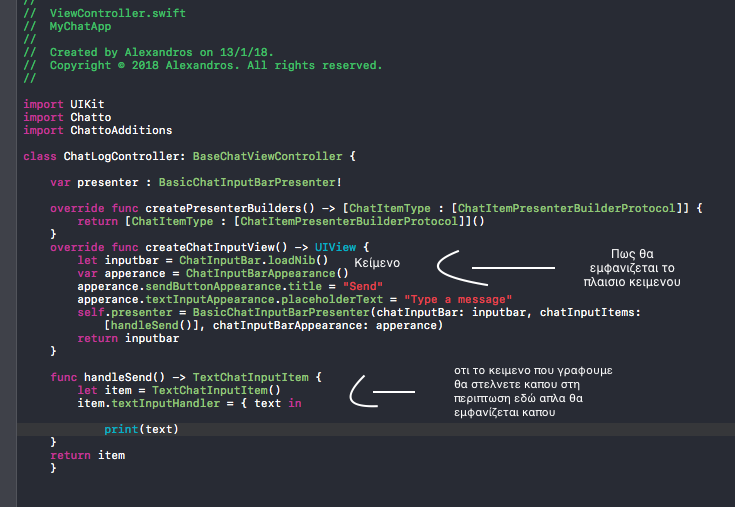 //
//  ViewController.swift
//  MyChatApp
//
//  Created by Alexandros on 13/1/18.
//  Copyright © 2018 Alexandros. All rights reserved.
//
import UIKit
import Chatto
import ChattoAdditions
class ChatLogController: BaseChatViewController {
var presenter : BasicChatInputBarPresenter!
override func createPresenterBuilders() -> [ChatItemType : [ChatItemPresenterBuilderProtocol]] {
return [ChatItemType : [ChatItemPresenterBuilderProtocol]]()
}
override func createChatInputView() -> UIView {
let inputbar = ChatInputBar.loadNib()
var apperance = ChatInputBarAppearance()
apperance.sendButtonAppearance.title = "Send"
apperance.textInputAppearance.placeholderText = "Type a message"
self.presenter = BasicChatInputBarPresenter(chatInputBar: inputbar, chatInputItems:
[handleSend()], chatInputBarAppearance: apperance)
return inputbar
}
Κείμενο
Πως θα
εμφανιζεται το
πλαισιο κειμενου
func handleSend() -> TextChatInputItem {
let item = TextChatInputItem()
item.textInputHandler = { text in
print(text)
}
return item
}
οτι το κειμενο που γραφουμε
θα στελνετε καπου στη
περιπτωση εδώ απλα θα
εμφανίζεται καπου